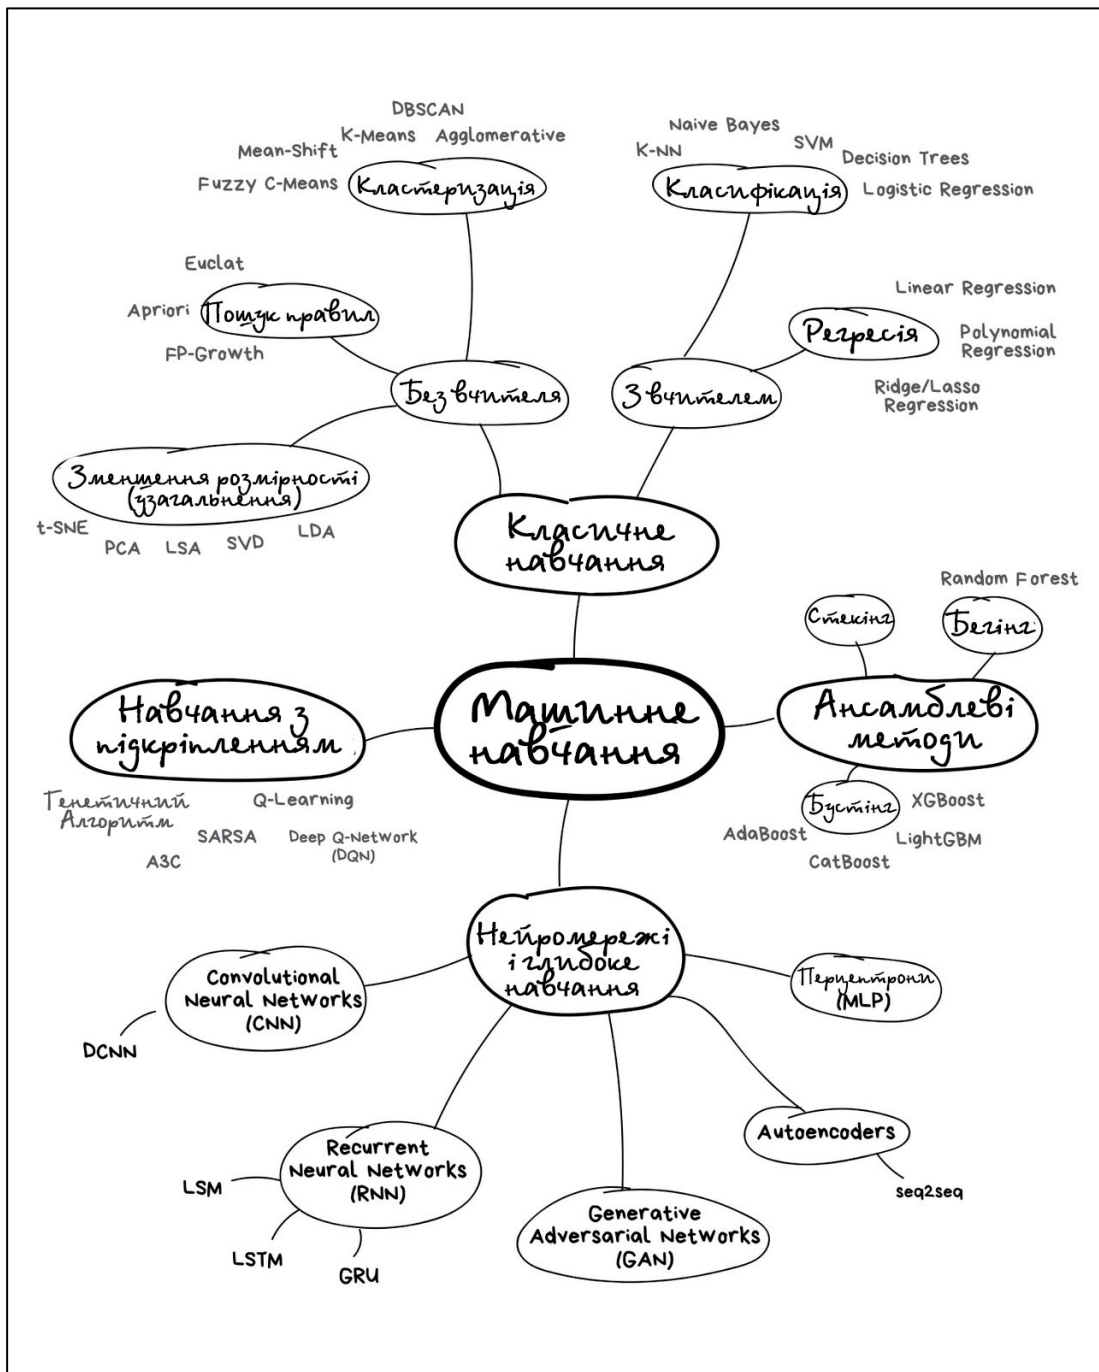 DBSCAN
K-Means
Agglomerative
Mean-Shift
Fuzzy C-Means
Кластеризація
Naive Bayes
K-NN
SVM
Decision Trees
Класифікація
Logistic Regression
Euclat
Apriori
Пошук правил
FP-Growth
Linear Regression
Регресія
Polynomial
Regression
Ridge/Lasso
Regression
Без вчителя
З вчителем
Зменшення розмірності
(узагальнення)
t-SNE
PCA
LSA
SVD
LDA
Класичне
навчання
Random Forest
Стекінг
Бегінг
Навчання з
підкріпленням
Машинне
навчання
Ансамблеві
методи
Генетичний
Алгоритм
Q-Learning
SARSA
Deep Q-Network
(DQN)
A3C
Бустінг
XGBoost
AdaBoost
LightGBM
CatBoost
Нейромережі
і глибоке
навчання
Convolutional
Neural Networks
(CNN)
DCNN
Перцептрони
(MLP)
Autoencoders
seq2seq
Recurrent
Neural Networks
(RNN)
LSM
LSTM
GRU
Generative
Adversarial Networks
(GAN)